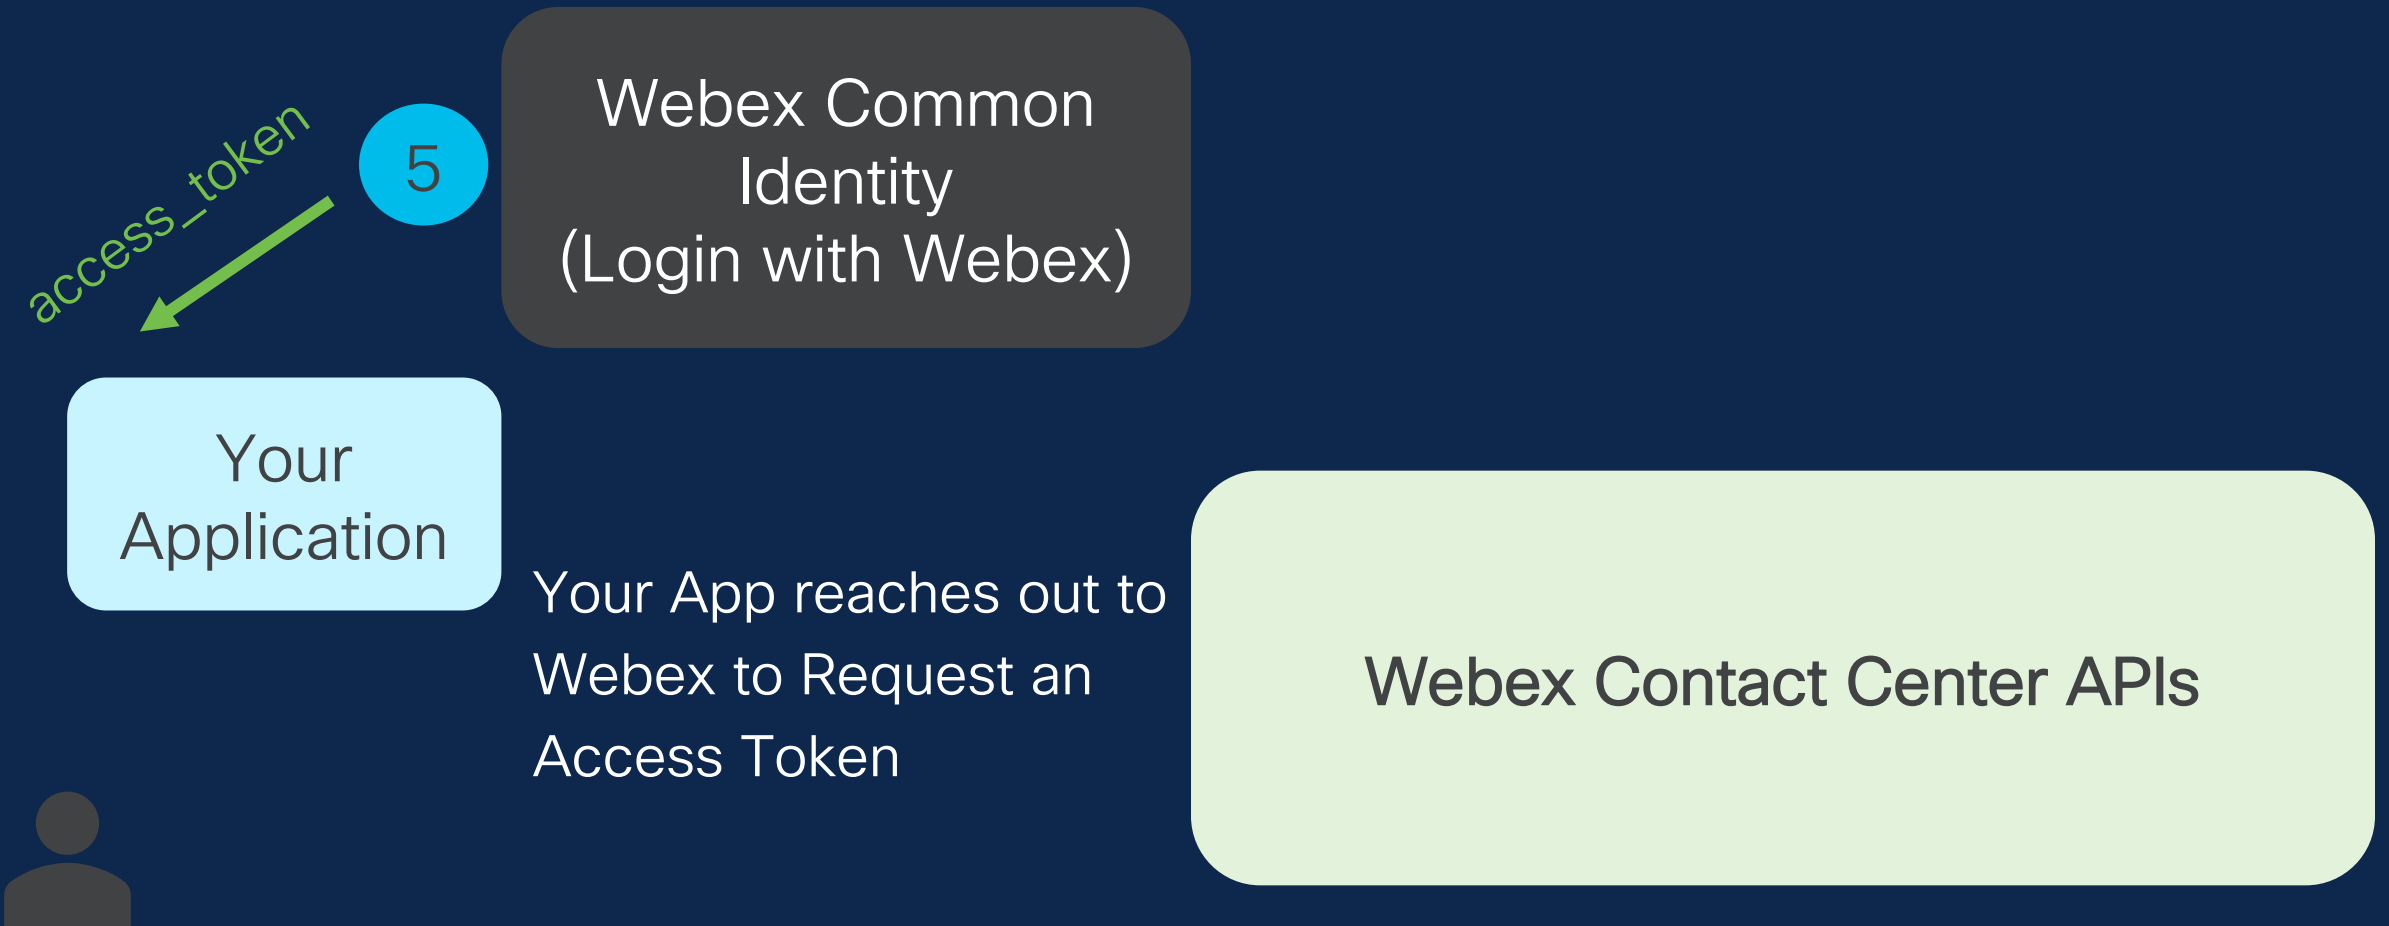 access_token
5
Webex Common
Identity
(Login with Webex)
Your
Application
Your App reaches out to
Webex to Request an
Access Token
Webex Contact Center APIs